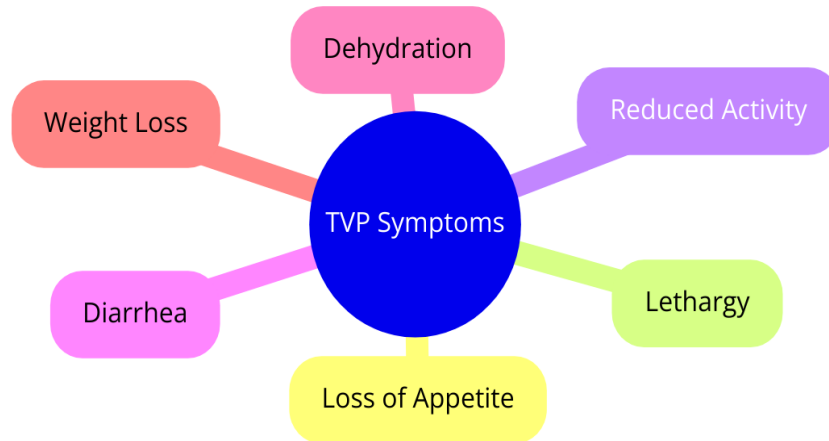 Dehydration
Weight Loss
Reduced Activity
TVP Symptoms
Diarrhea
Lethargy
Loss of Appetite